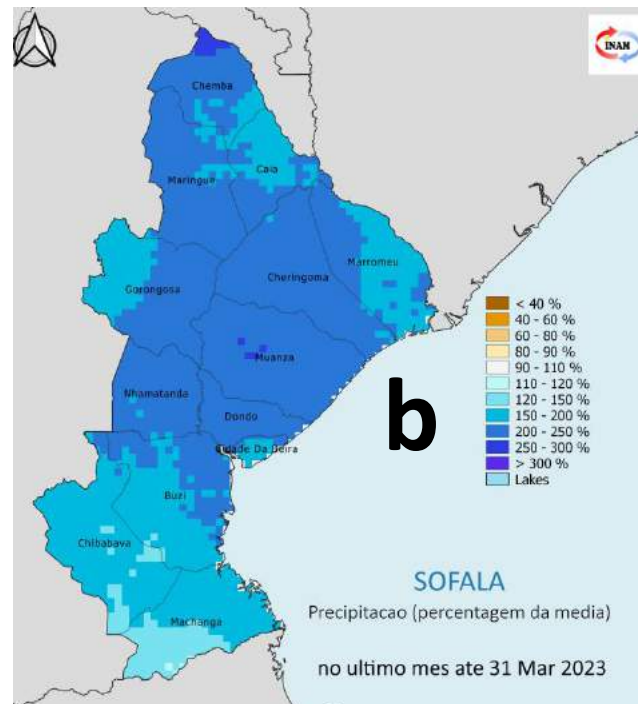 INAM
Chemba
Caia
Maringue
Marromeu
Cheringoma
Gorongosa
Muanza
Nhamatanda
Dondo
Cidade Da Beira
Buzi
Chibabava
Machanga
< 40 %
40 - 60 %
60 - 80 %
80 - 90 %
90 - 110 %
110 - 120 %
120 - 150 %
150 - 200 %
200 - 250 %
250 - 300 %
> 300 %
Lakes
b
SOFALA
Precipitacao (percentagem da media)
no ultimo mes ate 31 Mar 2023